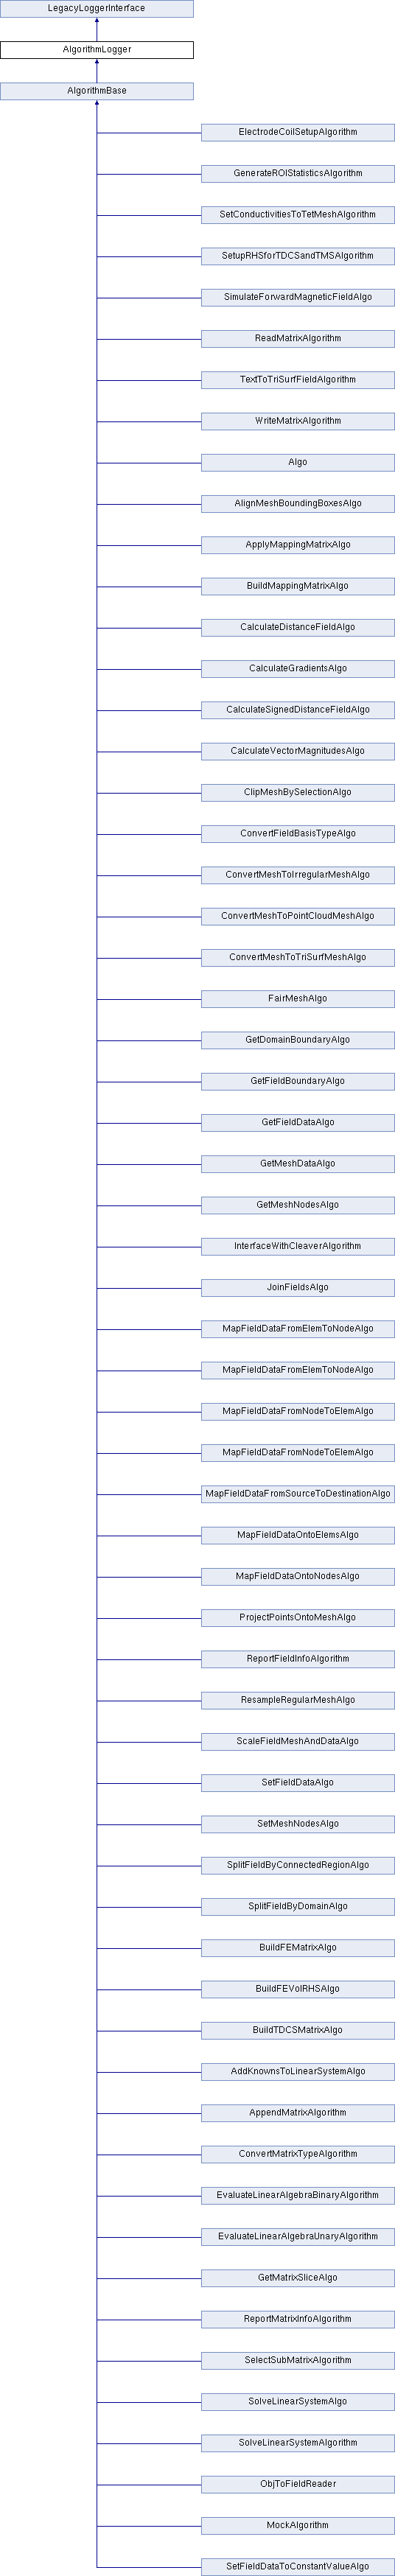 LegacyLoggerInterface
AlgorithmLogger
AlgorithmBase
ElectrodeCoilSetupAlgorithm
GenerateROIStatisticsAlgorithm
SetConductivitiesToTetMeshAlgorithm
SetupRHSforTDCSandTMSAlgorithm
SimulateForwardMagneticFieldAlgo
ReadMatrixAlgorithm
TextToTriSurfFieldAlgorithm
WriteMatrixAlgorithm
Algo
AlignMeshBoundingBoxesAlgo
ApplyMappingMatrixAlgo
BuildMappingMatrixAlgo
CalculateDistanceFieldAlgo
CalculateGradientsAlgo
CalculateSignedDistanceFieldAlgo
CalculateVectorMagnitudesAlgo
ClipMeshBySelectionAlgo
ConvertFieldBasisTypeAlgo
ConvertMeshToIrregularMeshAlgo
ConvertMeshToPointCloudMeshAlgo
ConvertMeshToTriSurfMeshAlgo
FairMeshAlgo
GetDomainBoundaryAlgo
GetFieldBoundaryAlgo
GetFieldDataAlgo
GetMeshDataAlgo
GetMeshNodesAlgo
InterfaceWithCleaverAlgorithm
JoinFieldsAlgo
MapFieldDataFromElemToNodeAlgo
MapFieldDataFromElemToNodeAlgo
MapFieldDataFromNodeToElemAlgo
MapFieldDataFromNodeToElemAlgo
MapFieldDataFromSourceToDestinationAlgo
MapFieldDataOntoElemsAlgo
MapFieldDataOntoNodesAlgo
ProjectPointsOntoMeshAlgo
ReportFieldInfoAlgorithm
ResampleRegularMeshAlgo
ScaleFieldMeshAndDataAlgo
SetFieldDataAlgo
SetMeshNodesAlgo
SplitFieldByConnectedRegionAlgo
SplitFieldByDomainAlgo
BuildFEMatrixAlgo
BuildFEVolRHSAlgo
BuildTDCSMatrixAlgo
AddKnownsToLinearSystemAlgo
AppendMatrixAlgorithm
ConvertMatrixTypeAlgorithm
EvaluateLinearAlgebraBinaryAlgorithm
EvaluateLinearAlgebraUnaryAlgorithm
GetMatrixSliceAlgo
ReportMatrixInfoAlgorithm
SelectSubMatrixAlgorithm
SolveLinearSystemAlgo
SolveLinearSystemAlgorithm
ObjToFieldReader
MockAlgorithm
SetFieldDataToConstantValueAlgo